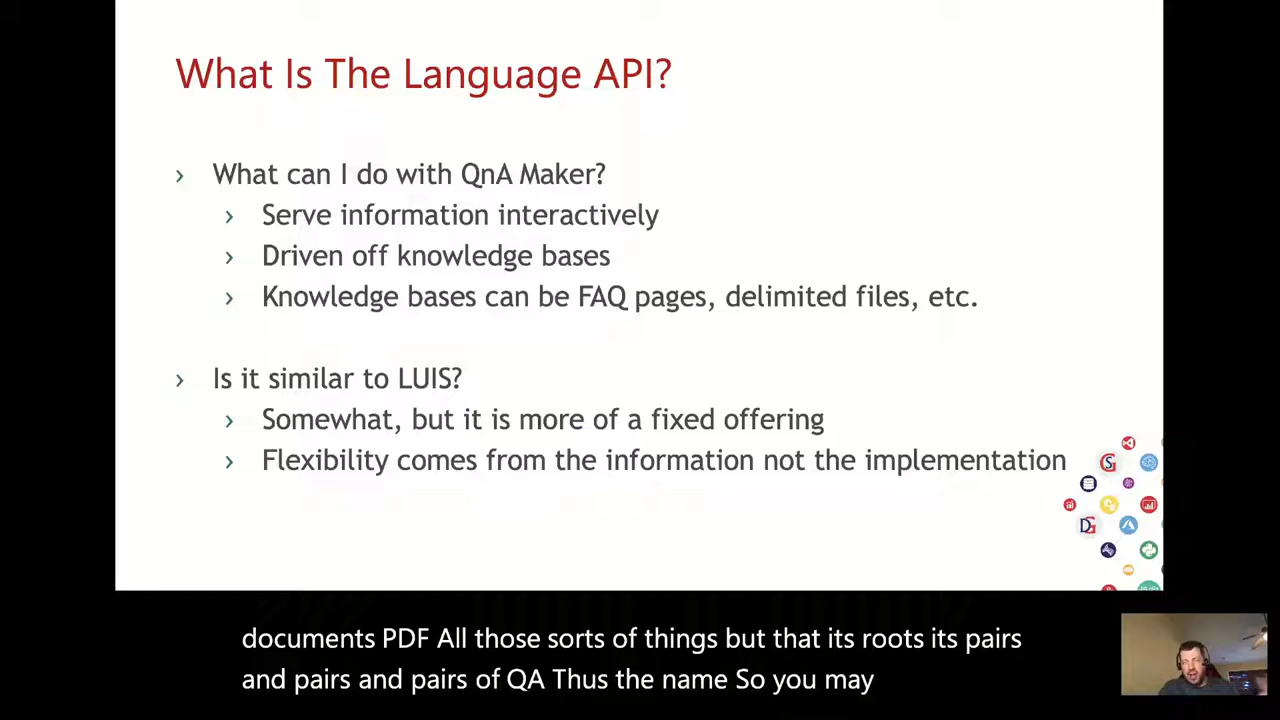 What Is The Language API?
› What can I do with QnA Maker?
› Serve information interactively
› Driven off knowledge bases
› Knowledge bases can be FAQ pages, delimited files, etc.
› Is it similar to LUIS?
› Somewhat, but it is more of a fixed offering
› Flexibility comes from the information not the implementation
SG
DG
documents PDF All those sorts of things but that its roots its pairs
and pairs and pairs of QA Thus the name So you may